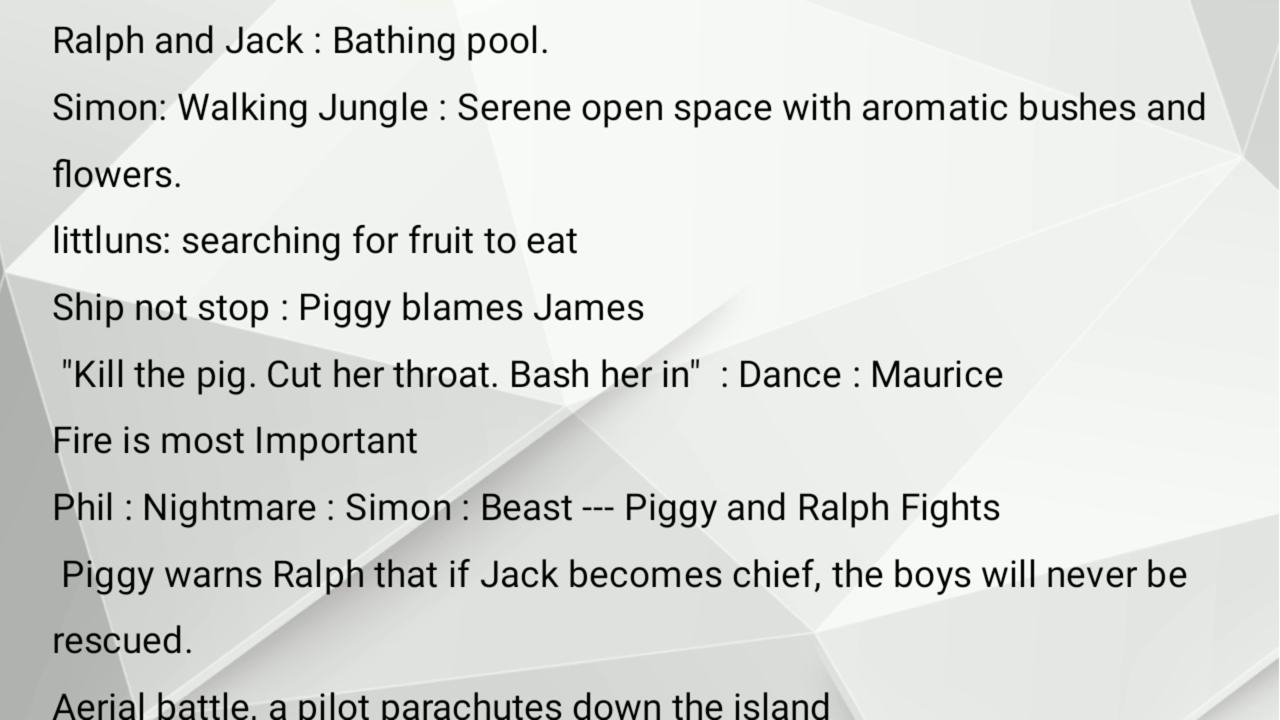 Ralph and Jack : Bathing pool.
Simon: Walking Jungle : Serene open space with aromatic bushes and
flowers.
littluns: searching for fruit to eat
Ship not stop : Piggy blames James
"Kill the pig. Cut her throat. Bash her in" : Dance : Maurice
Fire is most Important
Phil : Nightmare : Simon : Beast --- Piggy and Ralph Fights
Piggy warns Ralph that if Jack becomes chief, the boys will never be
rescued.
Aerial battle, a pilot parachutes down the island